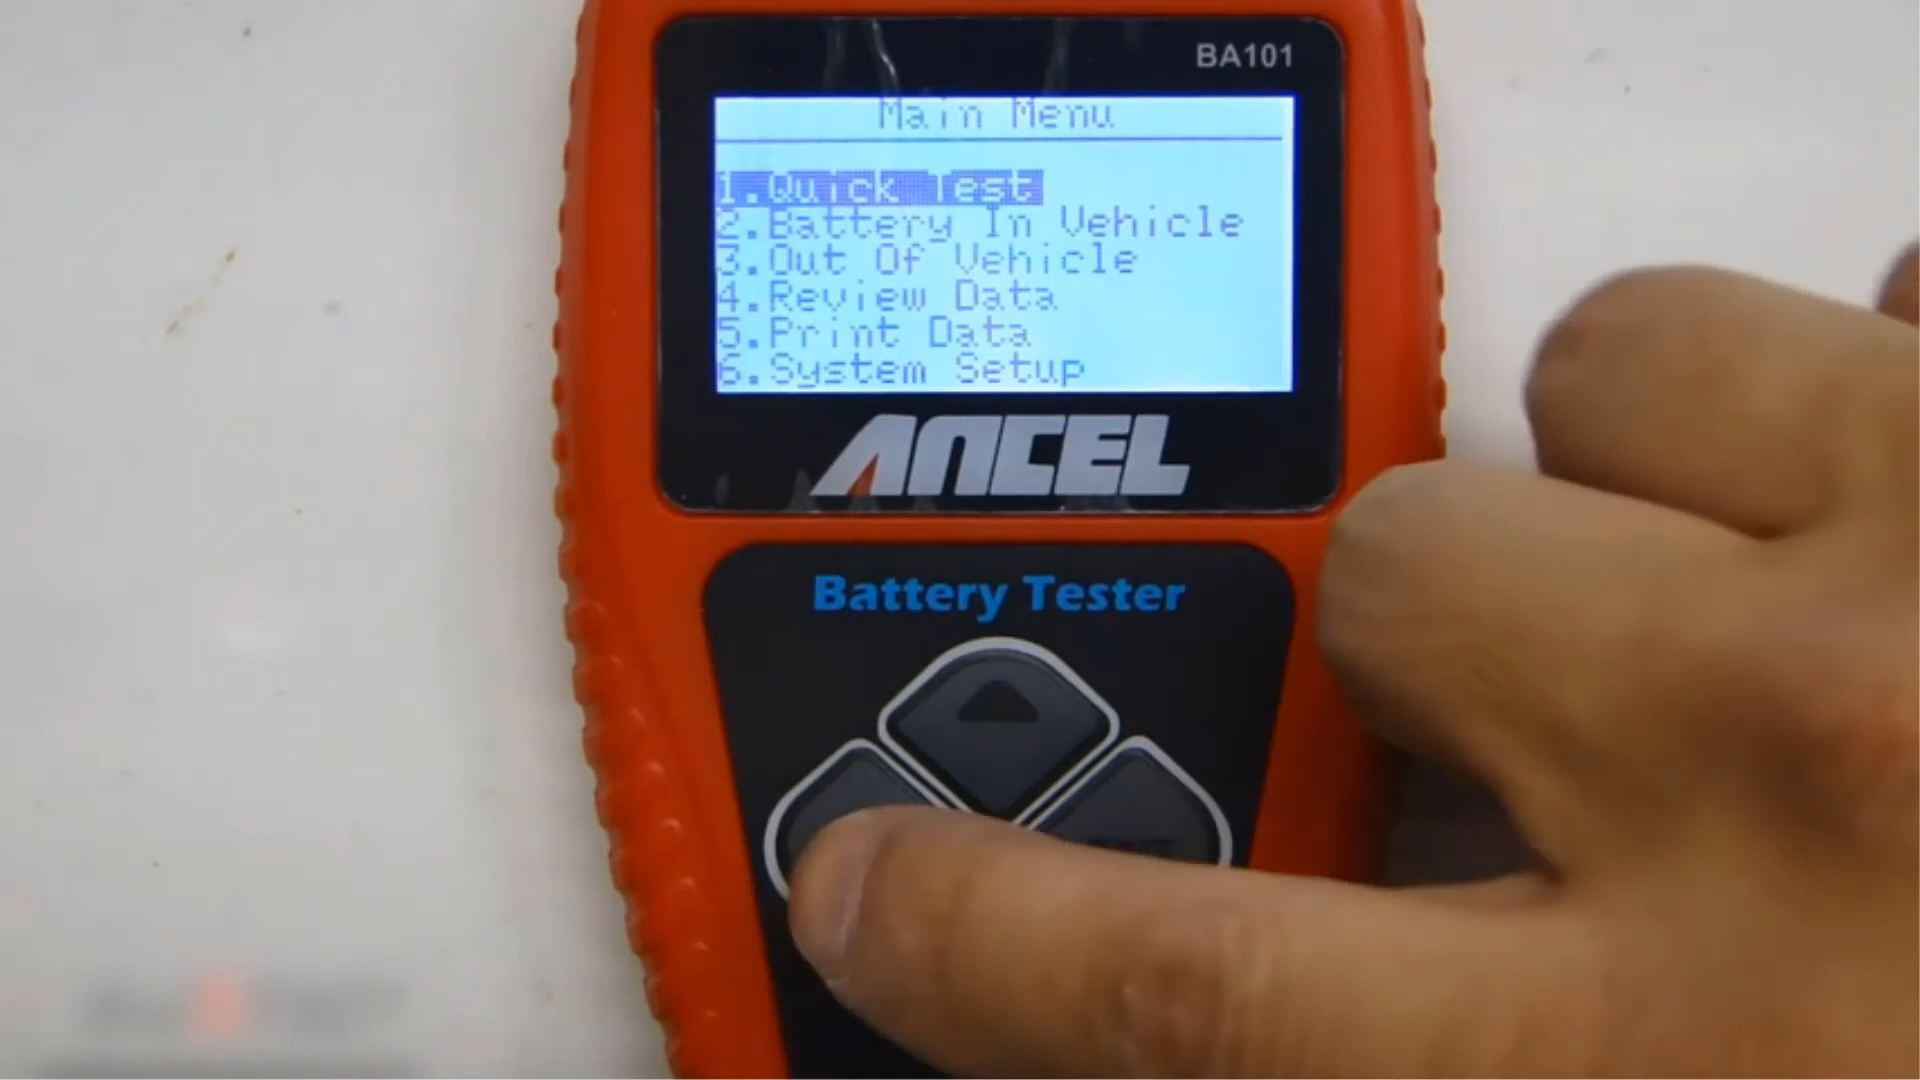 BA101
Main Menu
1.Quick Test
2.Battery In Vehicle
3.Out Of Vehicle
4.Review Data
5.Print Data
6.System Setup
ANCEL
Battery Tester